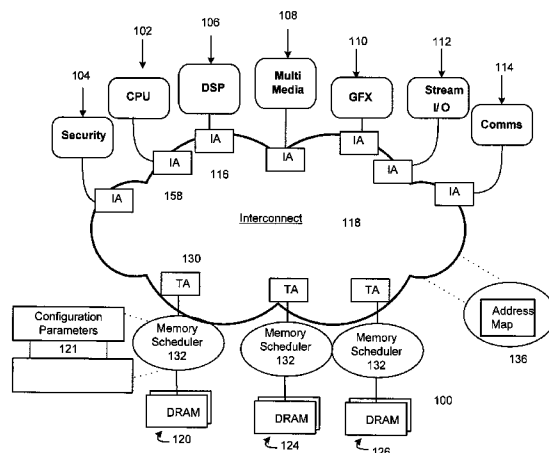 108
102
106
110
112
104
114
CPU
DSP
Multi
Media
GFX
Stream
I/O
Security
Comms
IA
IA
IA
IA
IA
IA
IA
116
158
Interconnect
118
130
TA
TA
TA
Configuration
Parameters
121
Memory
Scheduler
132
Memory
Scheduler
132
Memory
Scheduler
132
Address
Map
136
100
DRAM
DRAM
DRAM
120
124
126